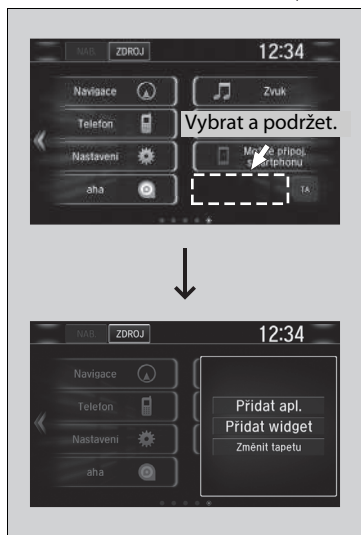 NAB. ZDROJ 12:34
Navigace Zvuk
Telefon Vybrat a podržet.
Nastavení Možné připoj.
smartphonu
aha TA
NAB. ZDROJ 12:34
Navigace
Telefon Přidat apl.
Přidat widget
Nastavení Změnit tapetu
aha